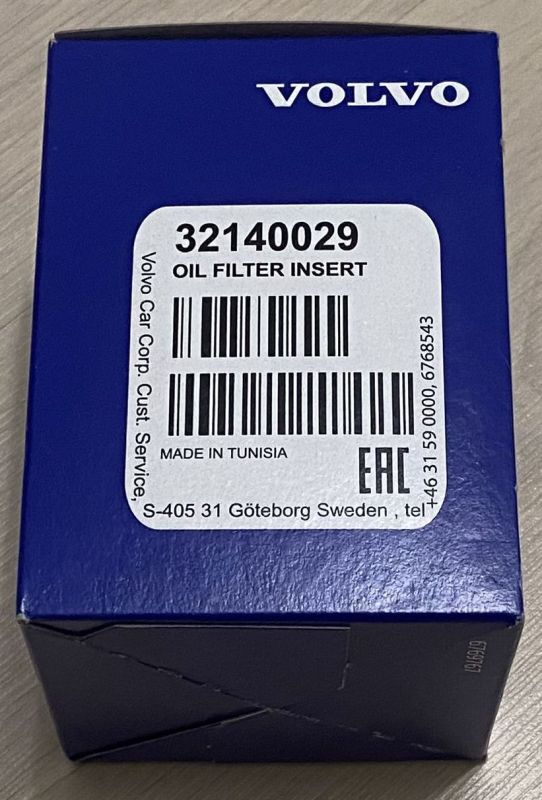 VOLVO
32140029
OIL FILTER INSERT
MADE IN TUNISIA
EAC
Volvo Car Corp. Cust. Service,
S-405 31 Göteborg Sweden , tel
+46 31 59 0000, 6768543
6769767